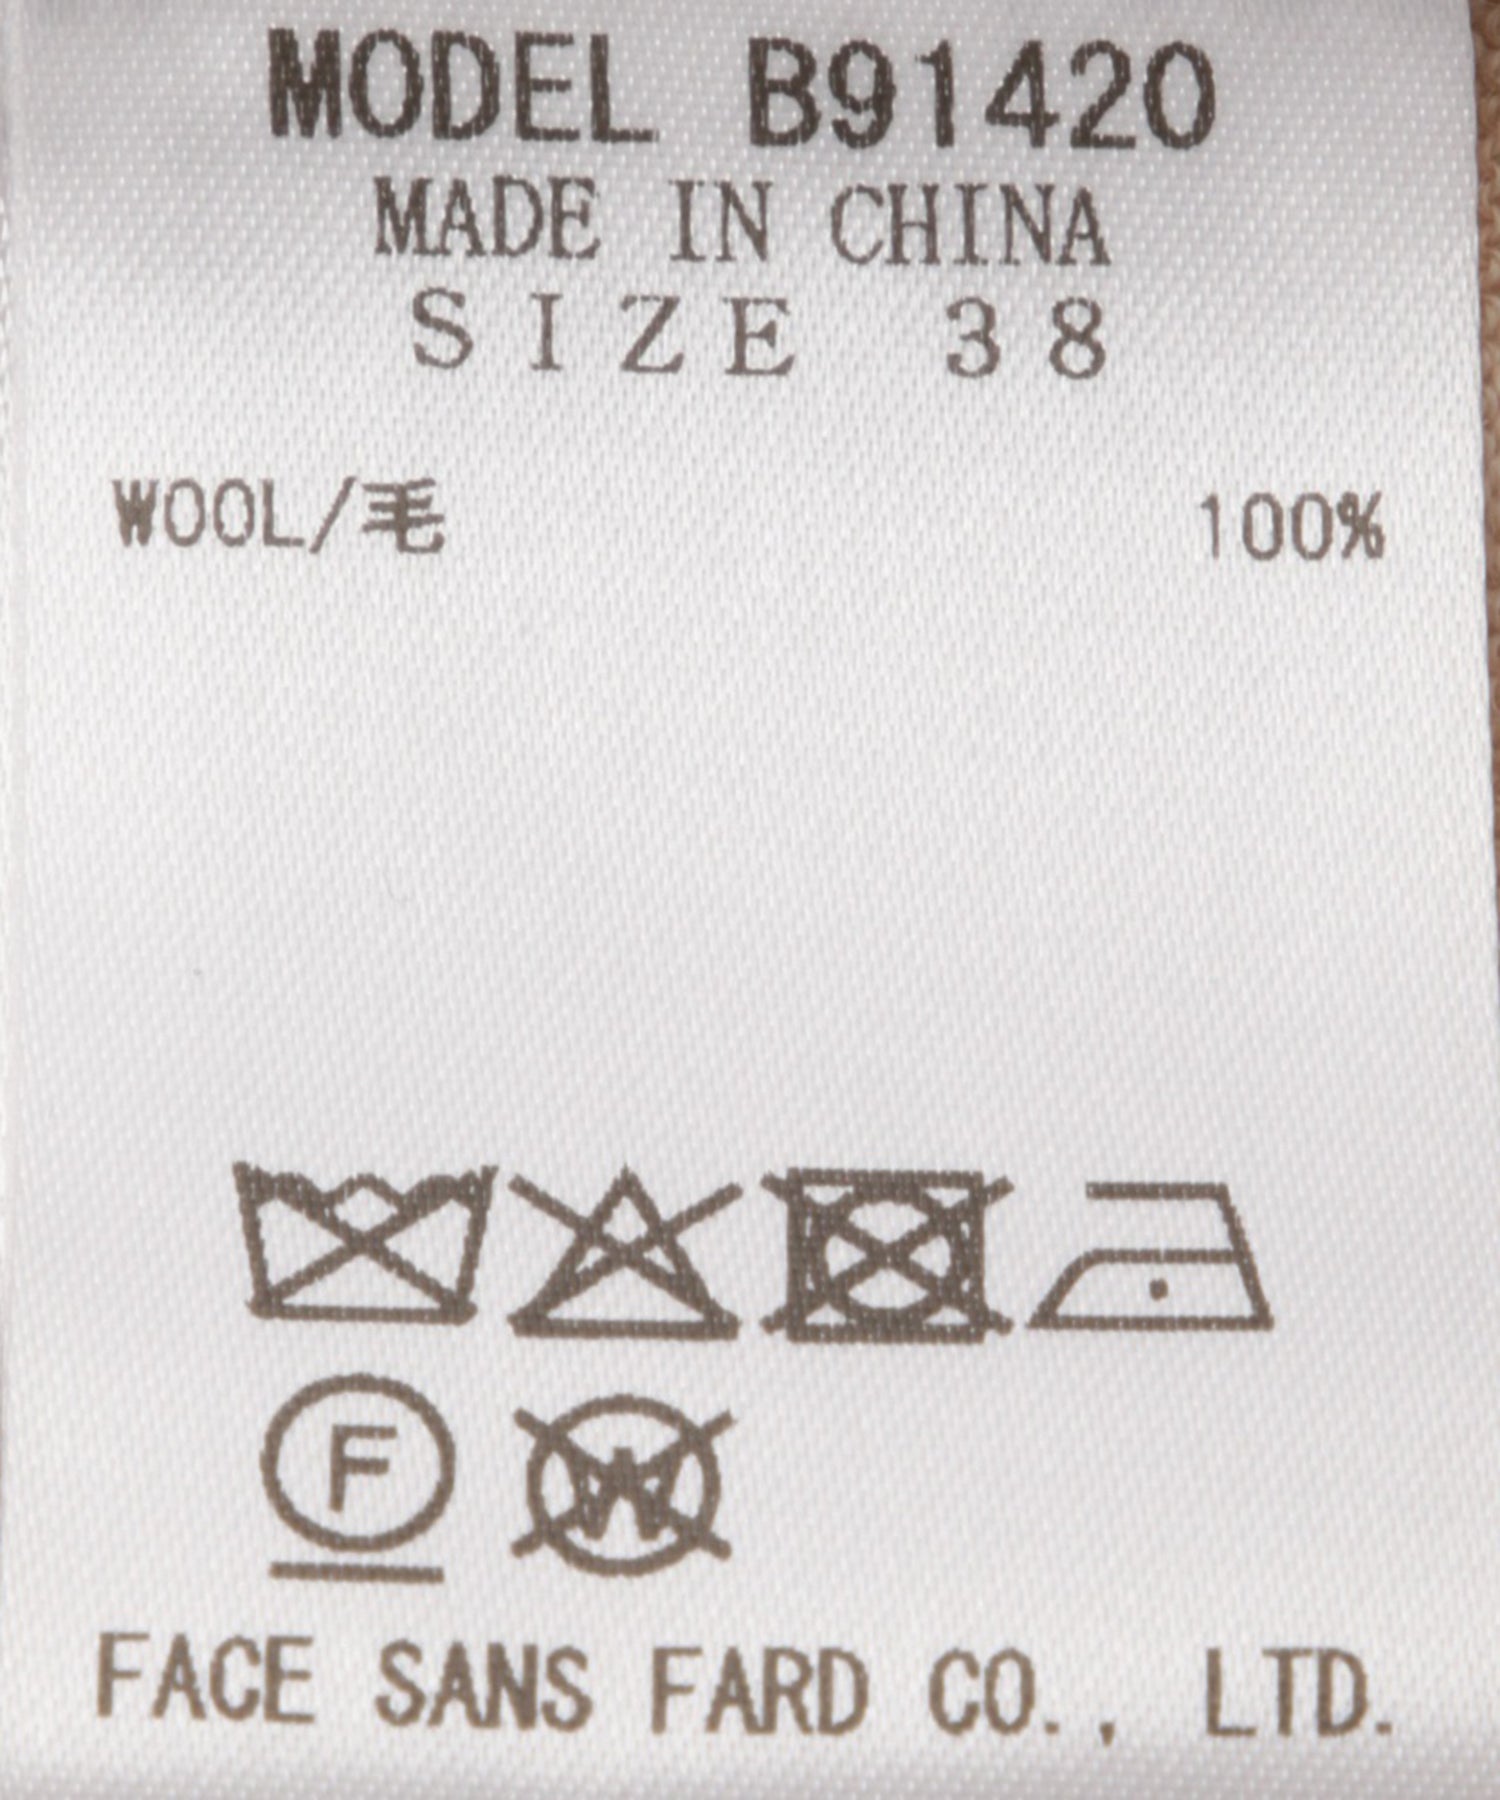 MODEL B91420
MADE IN CHINA
SIZE 38
WOOL/毛 100%
F W
FACE SANS FARD CO., LTD.